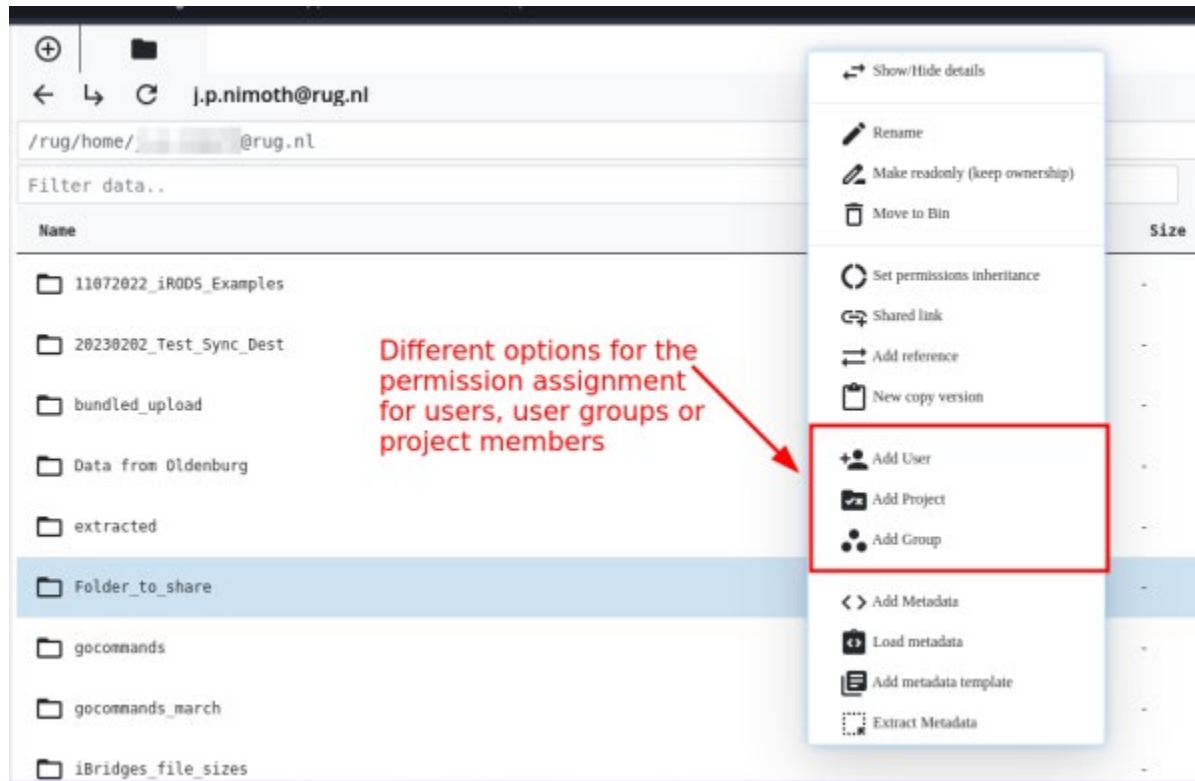 j.p.nimoth@rug.nl
/rug/home/ @rug.nl
Filter data..
Name
Size
11072022_iRODS_Examples
-
20230202_Test_Sync_Dest
-
bundled_upload
-
Data from Oldenburg
-
extracted
-
Folder_to_share
-
gocommands
-
gocommands_march
-
iBridges_file_sizes
Different options for the
permission assignment
for users, user groups or
project members
Show/Hide details
Rename
Make readonly (keep ownership)
Move to Bin
Set permissions inheritance
Shared link
Add reference
New copy version
Add User
Add Project
Add Group
Add Metadata
Load metadata
Add metadata template
Extract Metadata